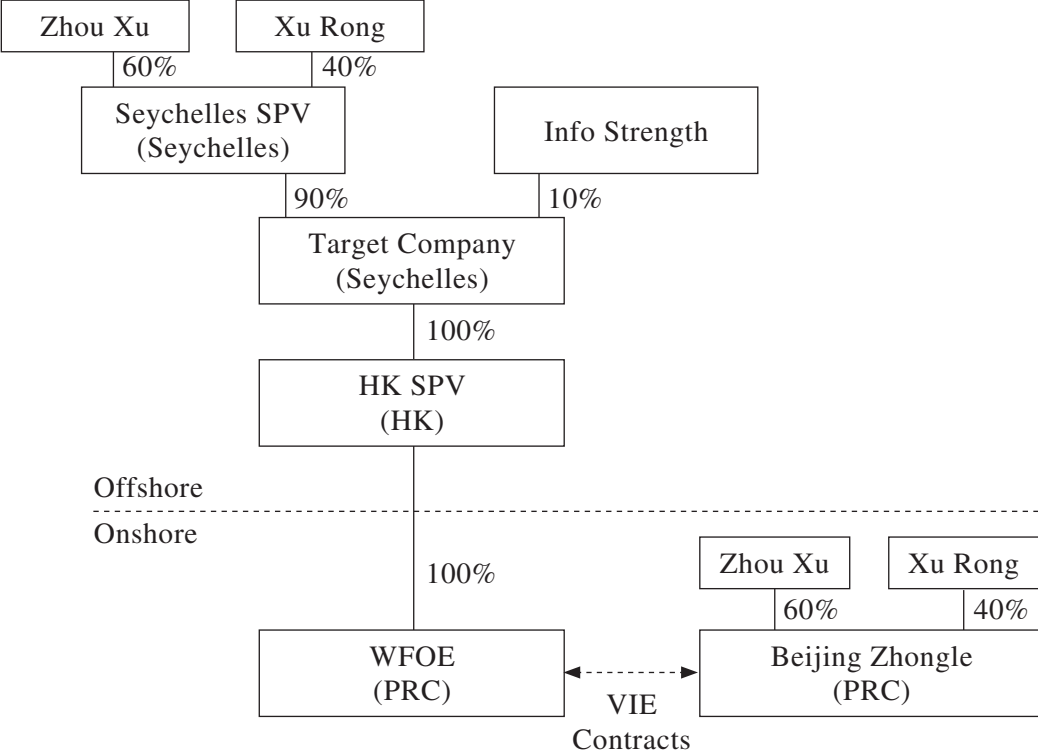 Zhou Xu
Xu Rong
60%
40%
Seychelles SPV
(Seychelles)
Info Strength
90%
10%
Target Company
(Seychelles)
100%
HK SPV
(HK)
Offshore
Onshore
100%
Zhou Xu
Xu Rong
60%
40%
WFOE
(PRC)
Beijing Zhongle
(PRC)
VIE
Contracts